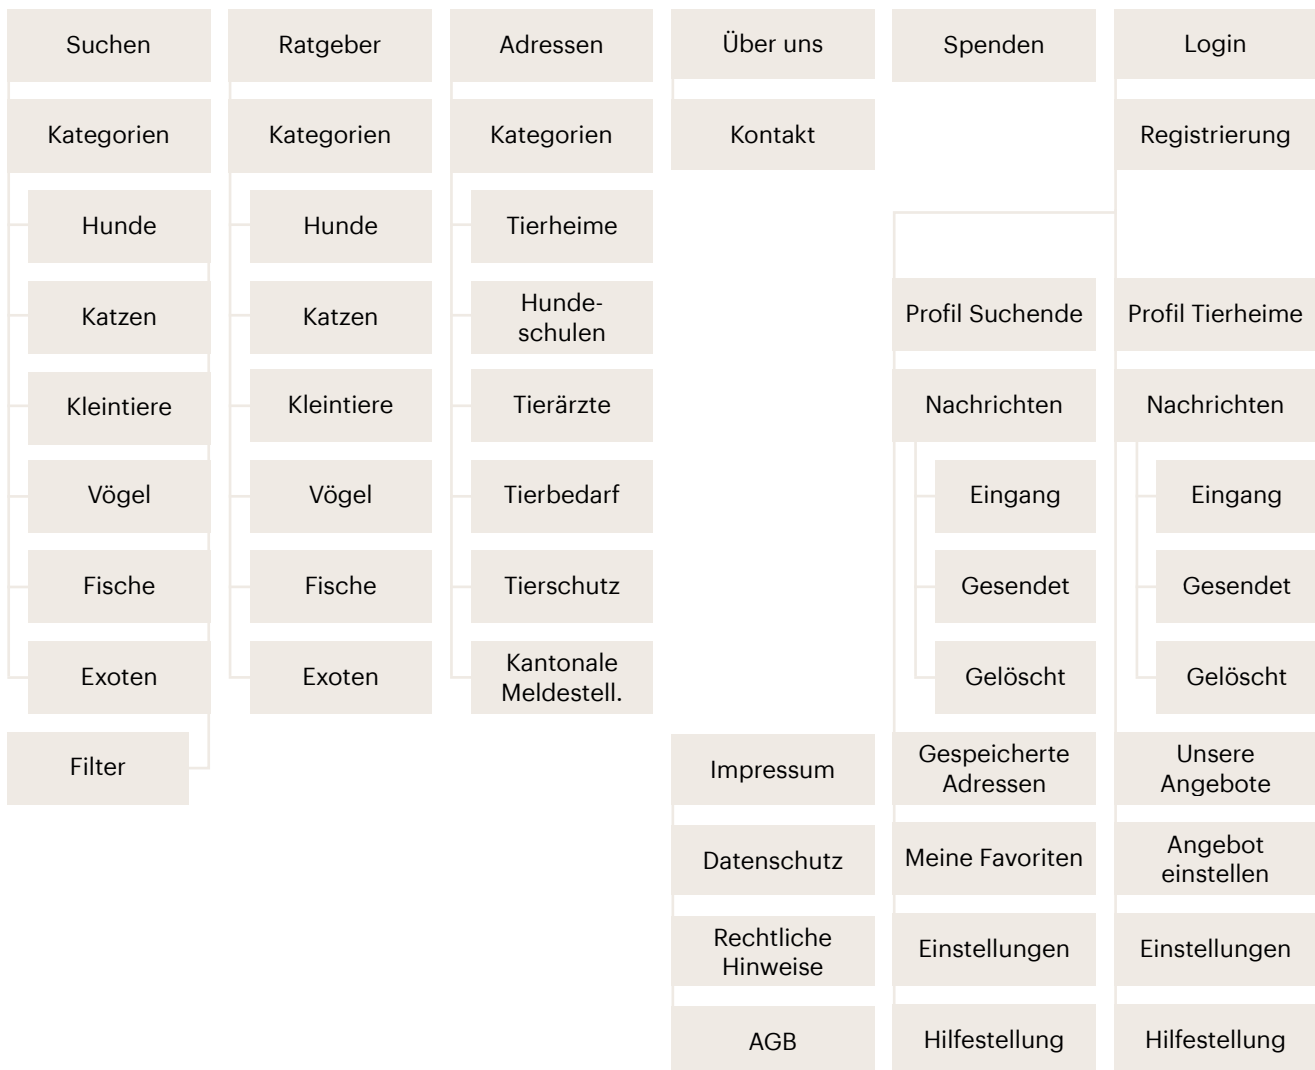 Suchen
Kategorien
Hunde
Katzen
Kleintiere
Vögel
Fische
Exoten
Filter
Ratgeber
Kategorien
Hunde
Katzen
Kleintiere
Vögel
Fische
Exoten
Adressen
Kategorien
Tierheime
Hunde-
schulen
Tierärzte
Tierbedarf
Tierschutz
Kantonale
Meldestell.
Über uns
Kontakt
Impressum
Datenschutz
Rechtliche
Hinweise
AGB
Spenden
Profil Suchende
Nachrichten
Eingang
Gesendet
Gelöscht
Gespeicherte
Adressen
Meine Favoriten
Einstellungen
Hilfestellung
Login
Registrierung
Profil Tierheime
Nachrichten
Eingang
Gesendet
Gelöscht
Unsere
Angebote
Angebot
einstellen
Einstellungen
Hilfestellung